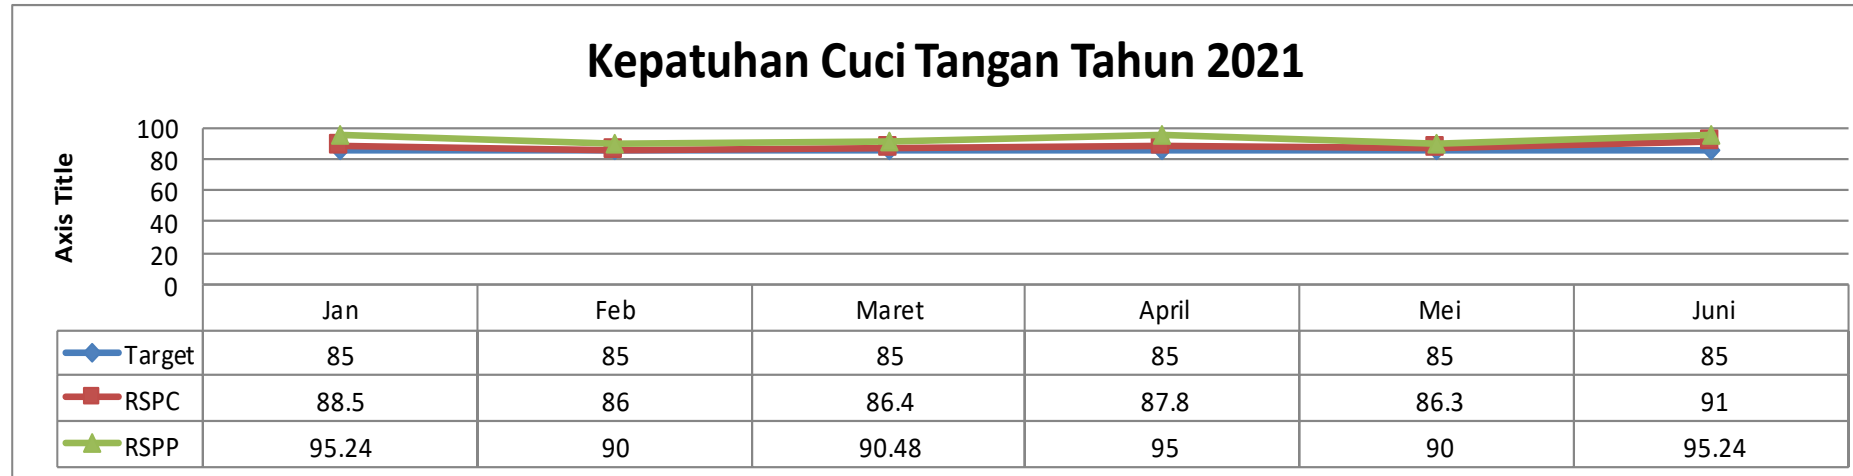 Kepatuhan Cuci Tangan Tahun 2021
Axis Title
100
80
60
40
20
0
Jan Feb Maret April Mei Juni
Target 85 85 85 85 85 85
RSPC 88.5 86 86.4 87.8 86.3 91
RSPP 95.24 90 90.48 95 90 95.24